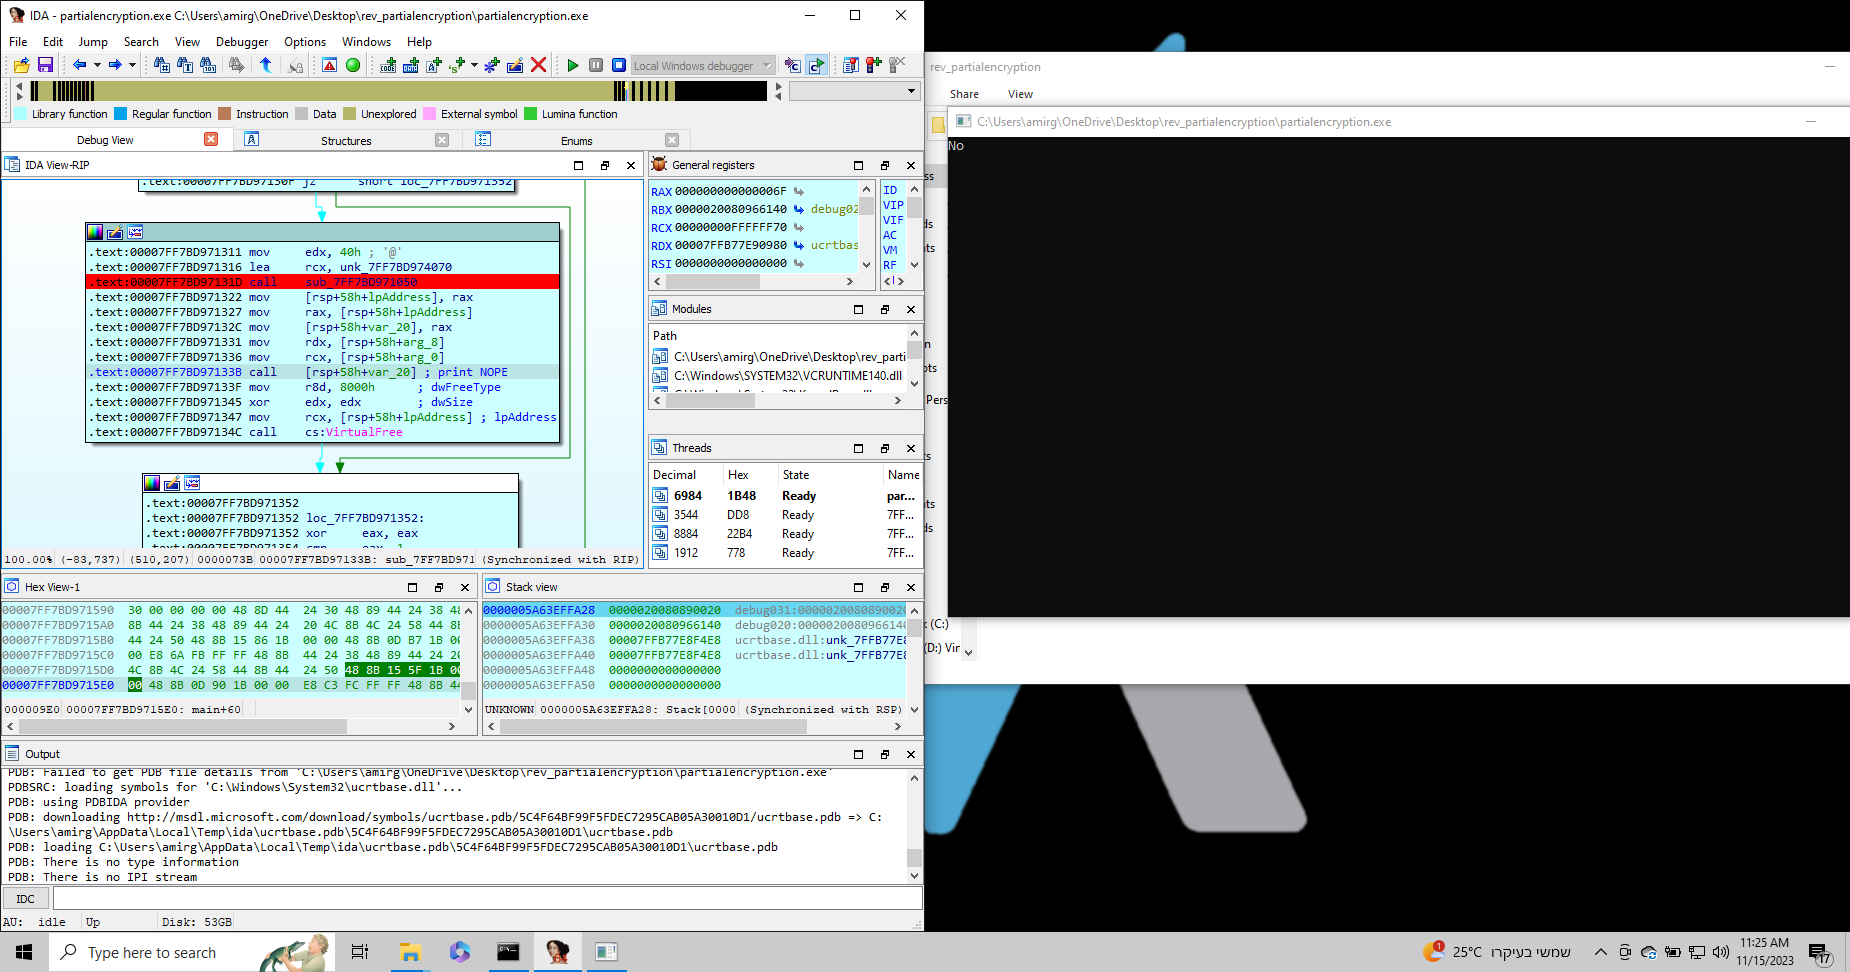 IDA - partialencryption.exe C:\Users\amirg\OneDrive\Desktop\rev_partialencryption\partialencryption.exe
File Edit Jump Search View Debugger Options Windows Help
Local Windows debugger
Library function Regular function Instruction Data Unexplored External symbol Lumina function
Debug View Structures Enums
IDA View-RIP
.text:00007FF7BD97130F jz short loc_7FF7BD971352
.text:00007FF7BD971311 mov edx, 40h ; '@'
.text:00007FF7BD971316 lea rcx, unk_7FF7BD974070
.text:00007FF7BD97131D call sub_7FF7BD971050
.text:00007FF7BD971322 mov [rsp+58h+lpAddress], rax
.text:00007FF7BD971327 mov rax, [rsp+58h+lpAddress]
.text:00007FF7BD97132C mov [rsp+58h+var_20], rax
.text:00007FF7BD971331 mov rdx, [rsp+58h+arg_8]
.text:00007FF7BD971336 mov rcx, [rsp+58h+arg_0]
.text:00007FF7BD97133B call [rsp+58h+var_20] ; print NOPE
.text:00007FF7BD97133F mov r8d, 8000h ; dwFreeType
.text:00007FF7BD971345 xor edx, edx ; dwSize
.text:00007FF7BD971347 mov rcx, [rsp+58h+lpAddress] ; lpAddress
.text:00007FF7BD97134C call cs:VirtualFree
.text:00007FF7BD971352
.text:00007FF7BD971352 loc_7FF7BD971352:
.text:00007FF7BD971352 xor eax, eax
.text:00007FF7BD971354 cmp eax, 1
100.00% (-83,737) (510,207) 0000073B 00007FF7BD97133B: sub_7FF7BD971 (Synchronized with RIP)
General registers
RAX 000000000000006F
RBX 0000020080966140 debug02
RCX 00000000FFFFFF70
RDX 00007FFB77E90980 ucrtbas
RSI 0000000000000000
ID
VIP
VIF
AC
VM
RF
Modules
Path
C:\Users\amirg\OneDrive\Desktop\rev_parti
C:\Windows\SYSTEM32\VCRUNTIME140.dll
Threads
Decimal Hex State Name
6984 1B48 Ready par...
3544 DD8 Ready 7FF...
8884 22B4 Ready 7FF...
1912 778 Ready 7FF...
Hex View-1
00007FF7BD971590 30 00 00 00 00 48 8D 44 24 30 48 89 44 24 38 48
00007FF7BD9715A0 8B 44 24 38 48 89 44 24 20 4C 8B 4C 24 58 44 8B
00007FF7BD9715B0 44 24 50 48 8B 15 86 1B 00 00 48 8B 0D B7 1B 00
00007FF7BD9715C0 00 E8 6A FB FF FF 48 8B 44 24 38 48 89 44 24 20
00007FF7BD9715D0 4C 8B 4C 24 58 44 8B 44 24 50 48 8B 15 5F 1B 00
00007FF7BD9715E0 00 48 8B 0D 90 1B 00 00 E8 C3 FC FF FF 48 8B 44
000009E0 00007FF7BD9715E0: main+60
Stack view
0000005A63EFFA28 0000020080890020 debug031:0000020080890020
0000005A63EFFA30 0000020080966140 debug020:0000020080966140
0000005A63EFFA38 00007FFB77E8F4E8 ucrtbase.dll:unk_7FFB77E8
0000005A63EFFA40 00007FFB77E8F4E8 ucrtbase.dll:unk_7FFB77E8
0000005A63EFFA48 0000000000000000
0000005A63EFFA50 0000000000000000
UNKNOWN 0000005A63EFFA28: Stack[0000 (Synchronized with RSP)
Output
PDB: Failed to get PDB file details from 'C:\Users\amirg\OneDrive\Desktop\rev_partialencryption\partialencryption.exe'
PDBSRC: loading symbols for 'C:\Windows\System32\ucrtbase.dll'...
PDB: using PDBIDA provider
PDB: downloading http://msdl.microsoft.com/download/symbols/ucrtbase.pdb/5C4F64BF99F5FDEC7295CAB05A30010D1/ucrtbase.pdb => C:
\Users\amirg\AppData\Local\Temp\ida\ucrtbase.pdb\5C4F64BF99F5FDEC7295CAB05A30010D1\ucrtbase.pdb
PDB: loading C:\Users\amirg\AppData\Local\Temp\ida\ucrtbase.pdb\5C4F64BF99F5FDEC7295CAB05A30010D1\ucrtbase.pdb
PDB: There is no type information
PDB: There is no IPI stream
IDC
AU: idle Up Disk: 53GB
rev_partialencryption
Share View
C:\Users\amirg\OneDrive\Desktop\rev_partialencryption\partialencryption.exe
No
Pers
(C:)
(D:) Vir
Type here to search
25°C שמשי בעיקרו
11:25 AM
11/15/2023
17